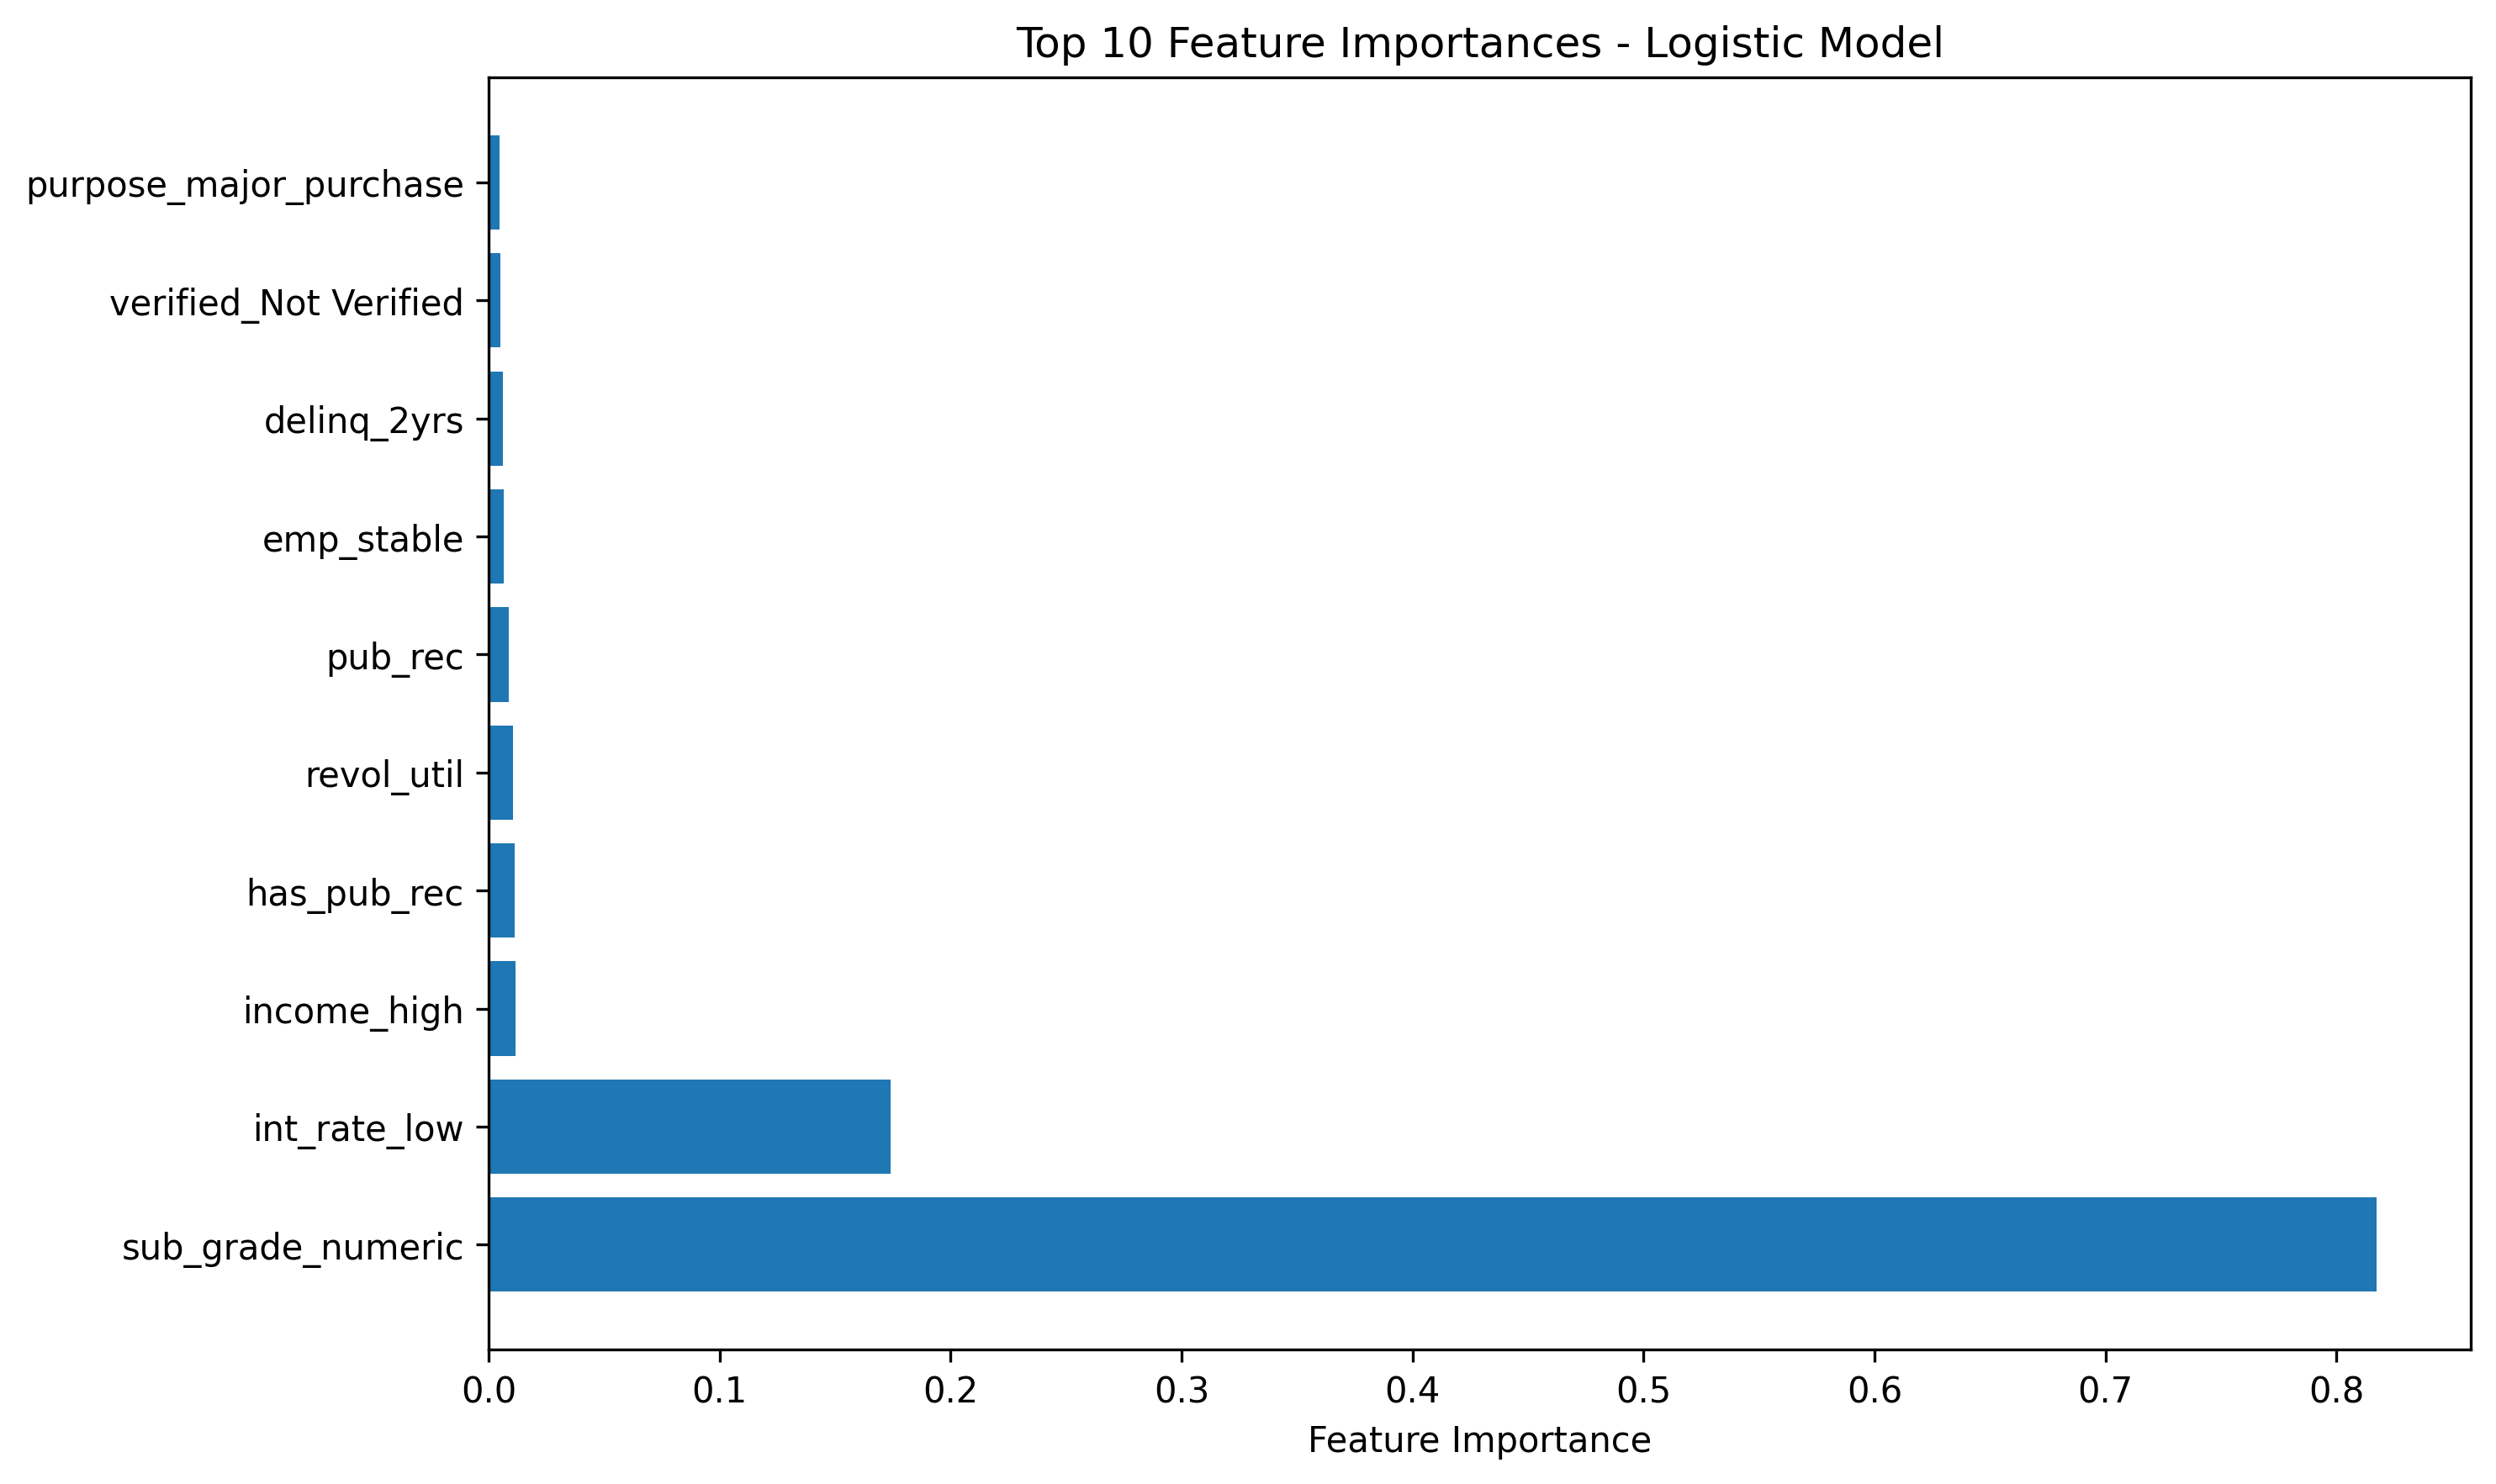 Top 10 Feature Importances - Logistic Model
purpose_major_purchase
verified_Not Verified
delinq_2yrs
emp_stable
pub_rec
revol_util
has_pub_rec
income_high
int_rate_low
sub_grade_numeric
0.0 0.1 0.2 0.3 0.4 0.5 0.6 0.7 0.8
Feature Importance